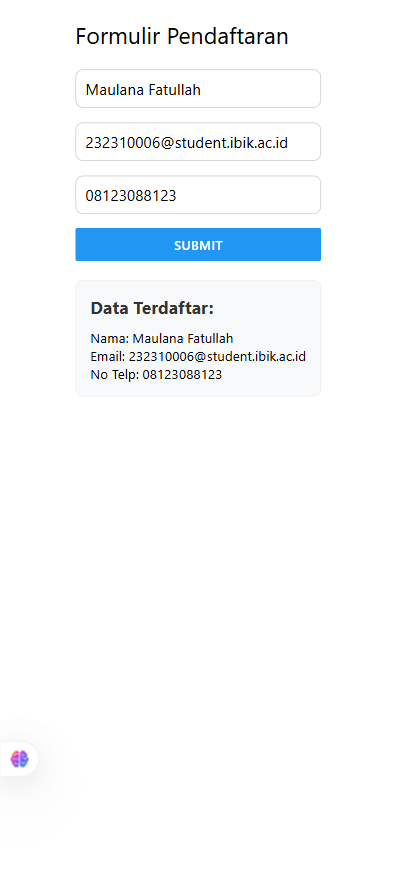 Formulir Pendaftaran
Maulana Fatullah
232310006@student.ibik.ac.id
08123088123
SUBMIT
Data Terdaftar:
Nama: Maulana Fatullah
Email: 232310006@student.ibik.ac.id
No Telp: 08123088123